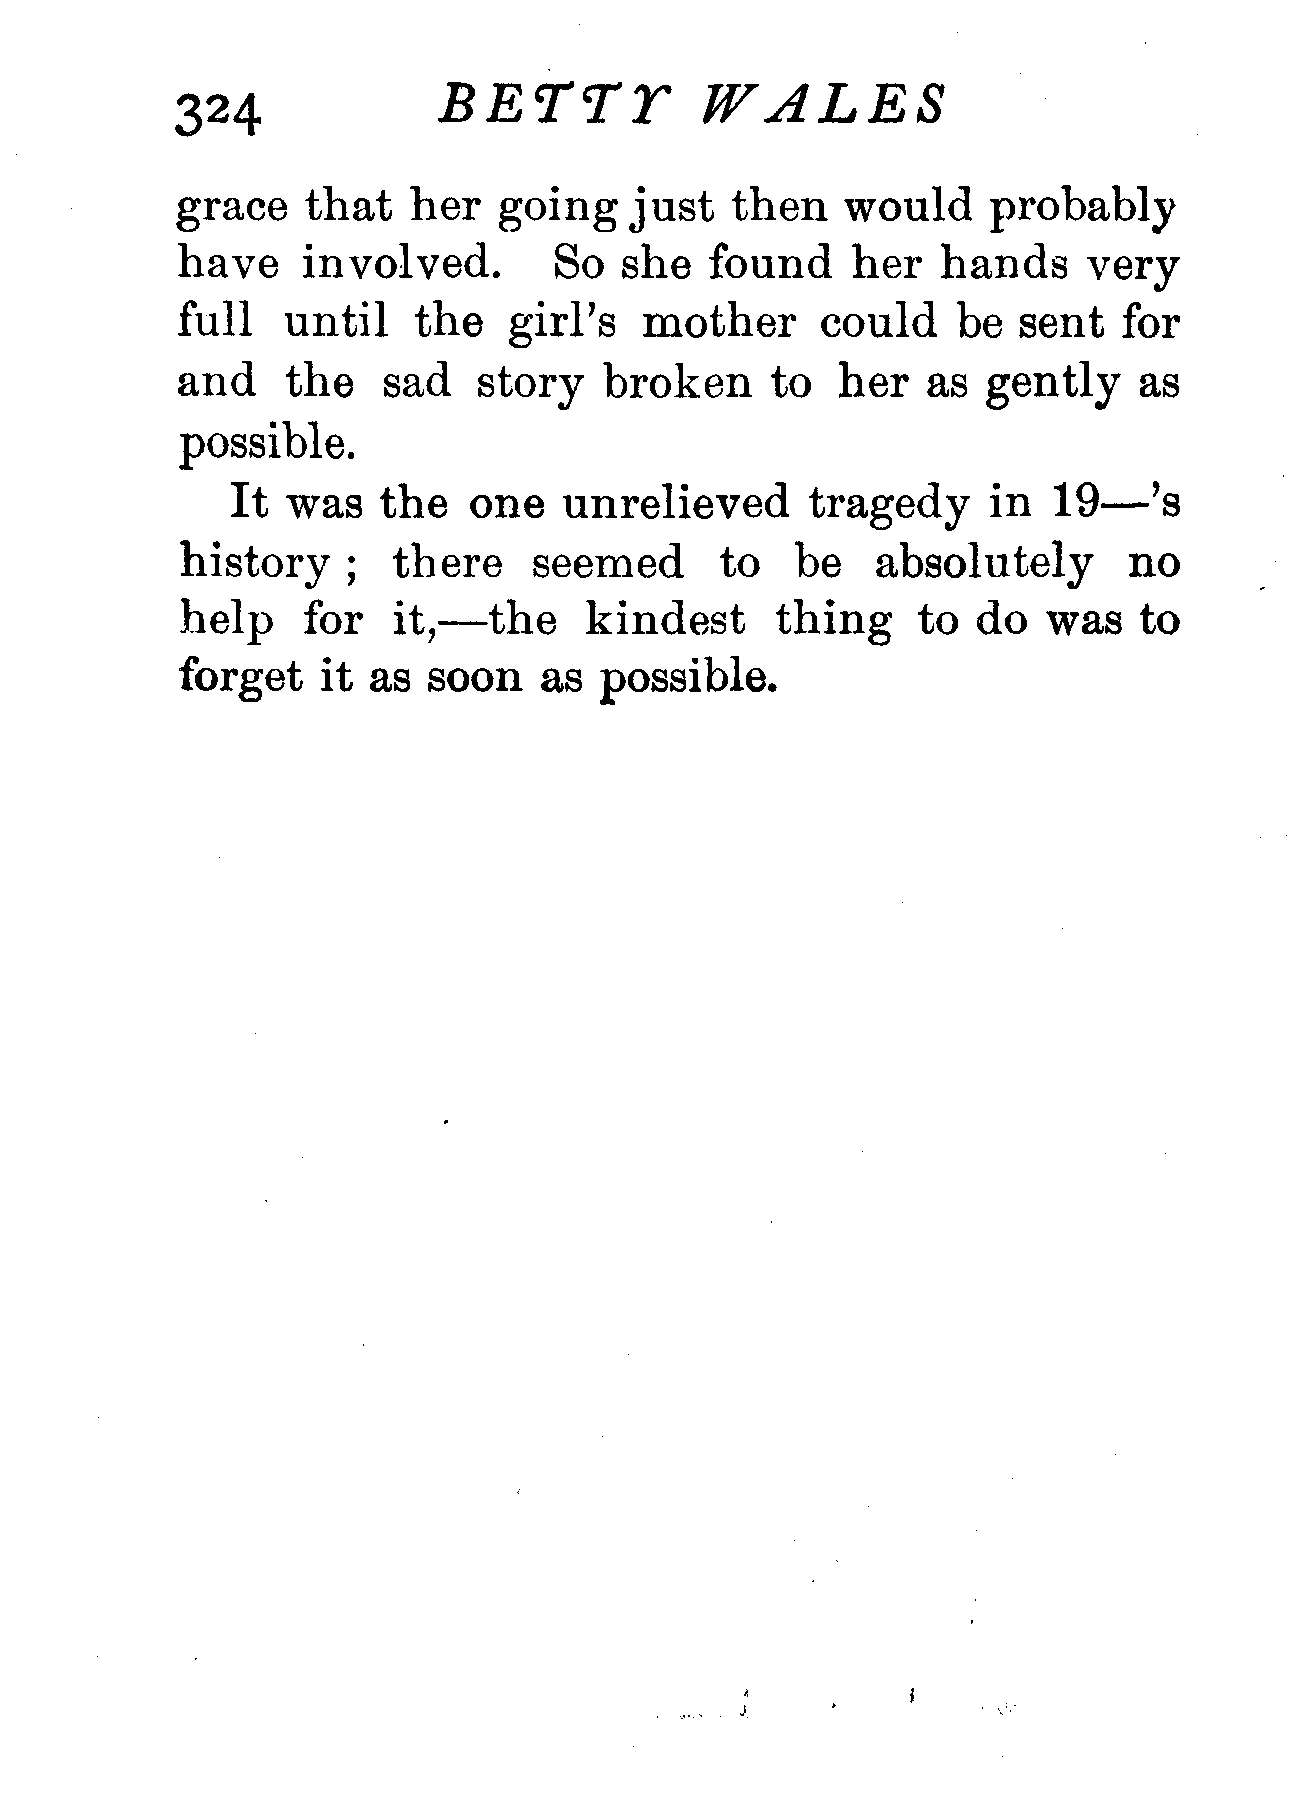 324 BETTY WALES
grace that her going just then would probably
have involved. So she found her hands very
full until the girl's mother could be sent for
and the sad story broken to her as gently as
possible.
It was the one unrelieved tragedy in 19—'s
history ; there seemed to be absolutely no
help for it,—the kindest thing to do was to
forget it as soon as possible.